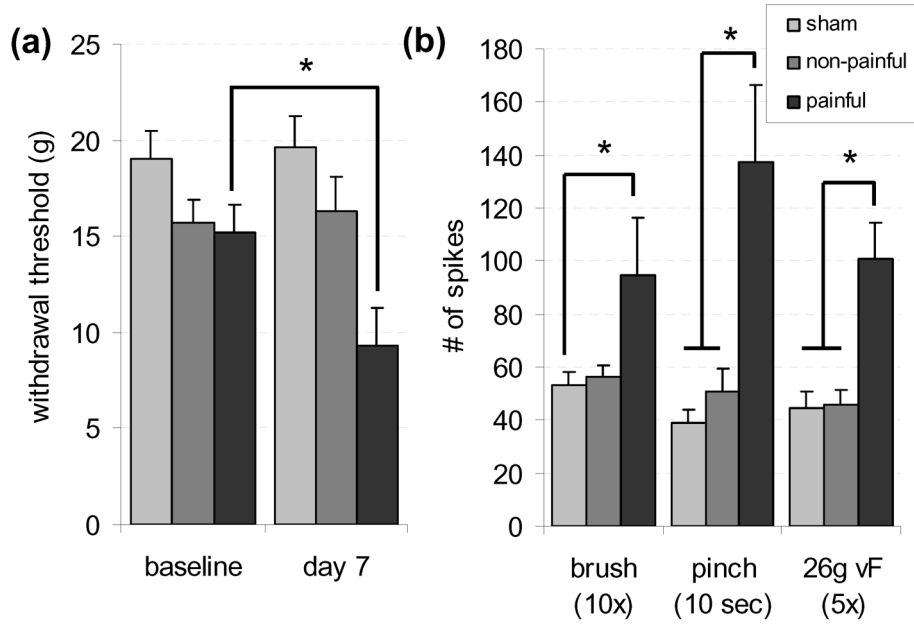 (a)
withdrawal threshold (g)
25
20
15
10
5
0
*
baseline
day 7
(b)
# of spikes
180
160
140
120
100
80
60
40
20
0
*
*
*
sham
non-painful
painful
brush
(10x)
pinch
(10 sec)
26g vF
(5x)